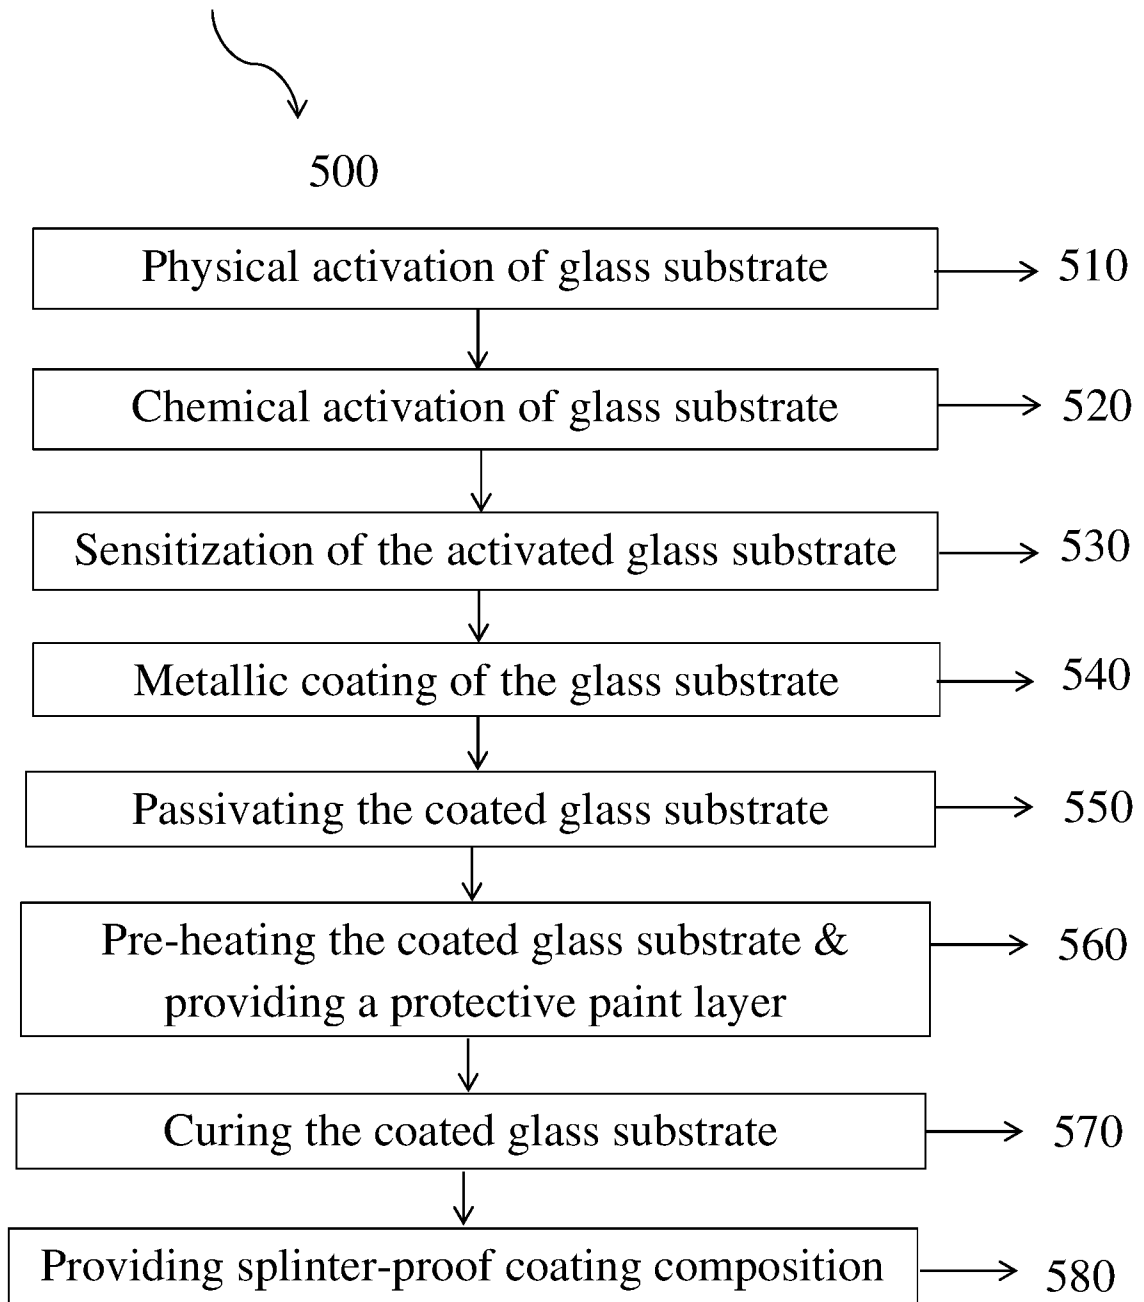 500
Physical activation of glass substrate 510
Chemical activation of glass substrate 520
Sensitization of the activated glass substrate 530
Metallic coating of the glass substrate 540
Passivating the coated glass substrate 550
Pre-heating the coated glass substrate & 560
providing a protective paint layer
Curing the coated glass substrate 570
Providing splinter-proof coating composition 580